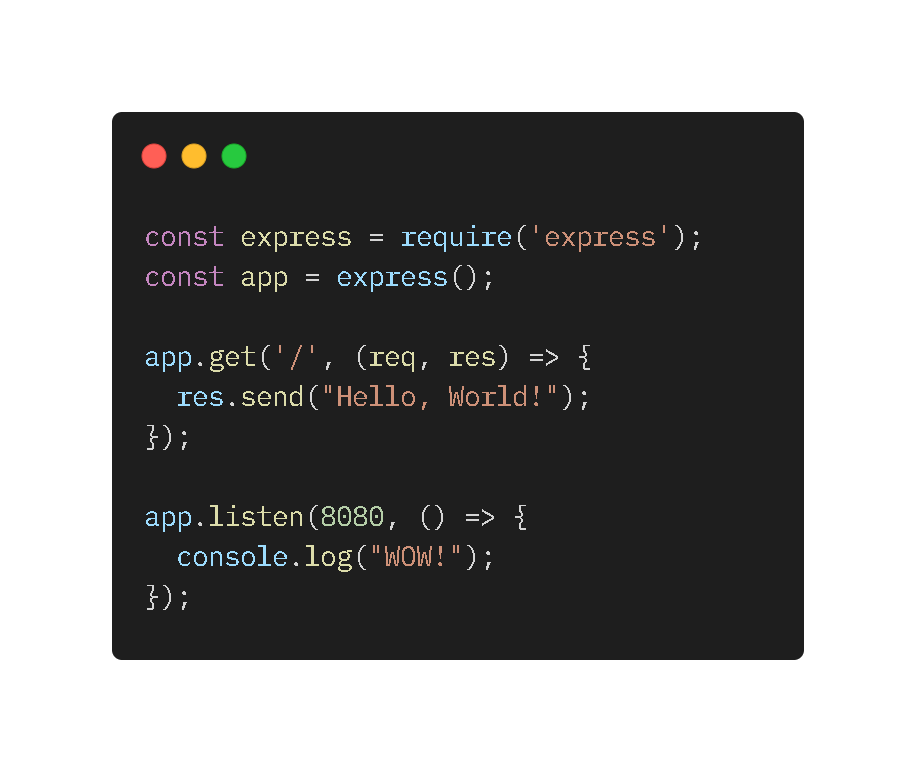 const express = require('express');
const app = express();

app.get('/', (req, res) => {
  res.send("Hello, World!");
});

app.listen(8080, () => {
  console.log("WOW!");
});